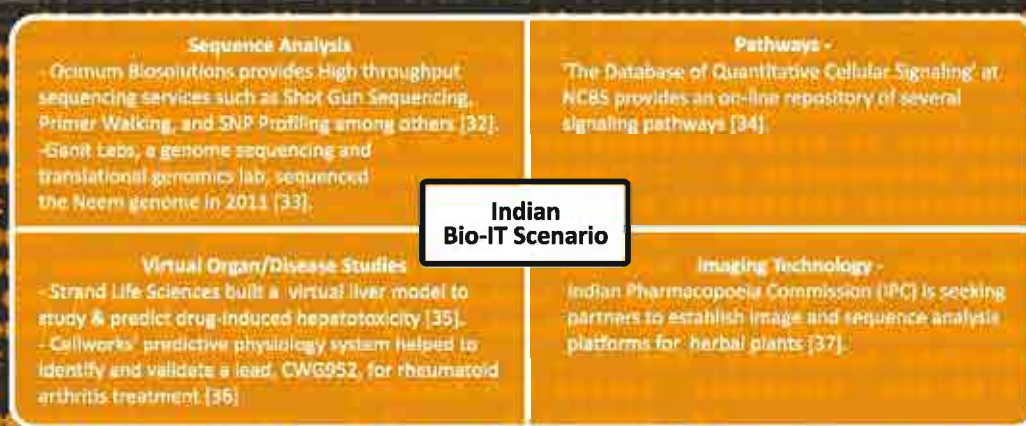 Sequence Analysis
- Ocimum Biosolutions provides High throughput
sequencing services such as Shot Gun Sequencing,
Primer Walking, and SNP Profiling among others [32].
-Ganit Labs, a genome sequencing and
translational genomics lab, sequenced
the Neem genome in 2011 [33].
Pathways -
'The Database of Quantitative Cellular Signaling' at
NCBS provides an on-line repository of several
signaling pathways [34].
Indian
Bio-IT Scenario
Virtual Organ/Disease Studies
- Strand Life Sciences built a virtual liver model to
study & predict drug-induced hepatotoxicity [35].
- Cellworks' predictive physiology system helped to
identify and validate a lead, CWG952, for rheumatoid
arthritis treatment [36]
Imaging Technology -
Indian Pharmacopoeia Commission (IPC) is seeking
partners to establish image and sequence analysis
platforms for herbal plants [37].